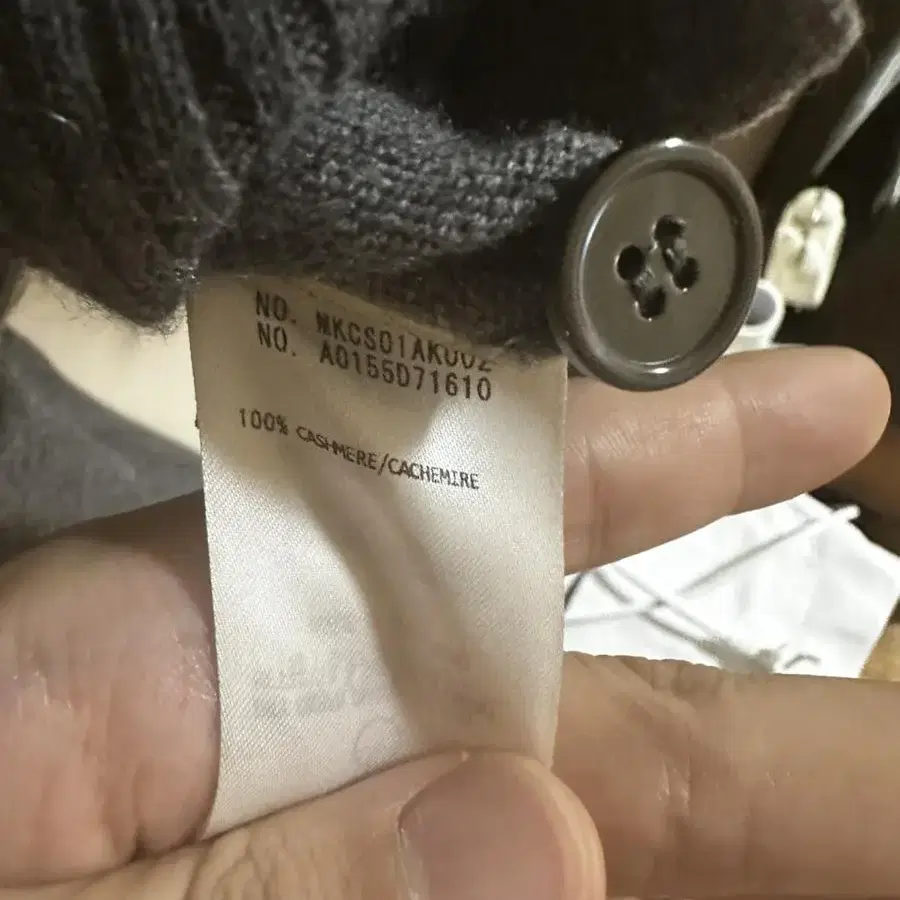 NO. MKCS01AK002
NO. A0155D71610
100% CASHMERE/CACHEMIRE